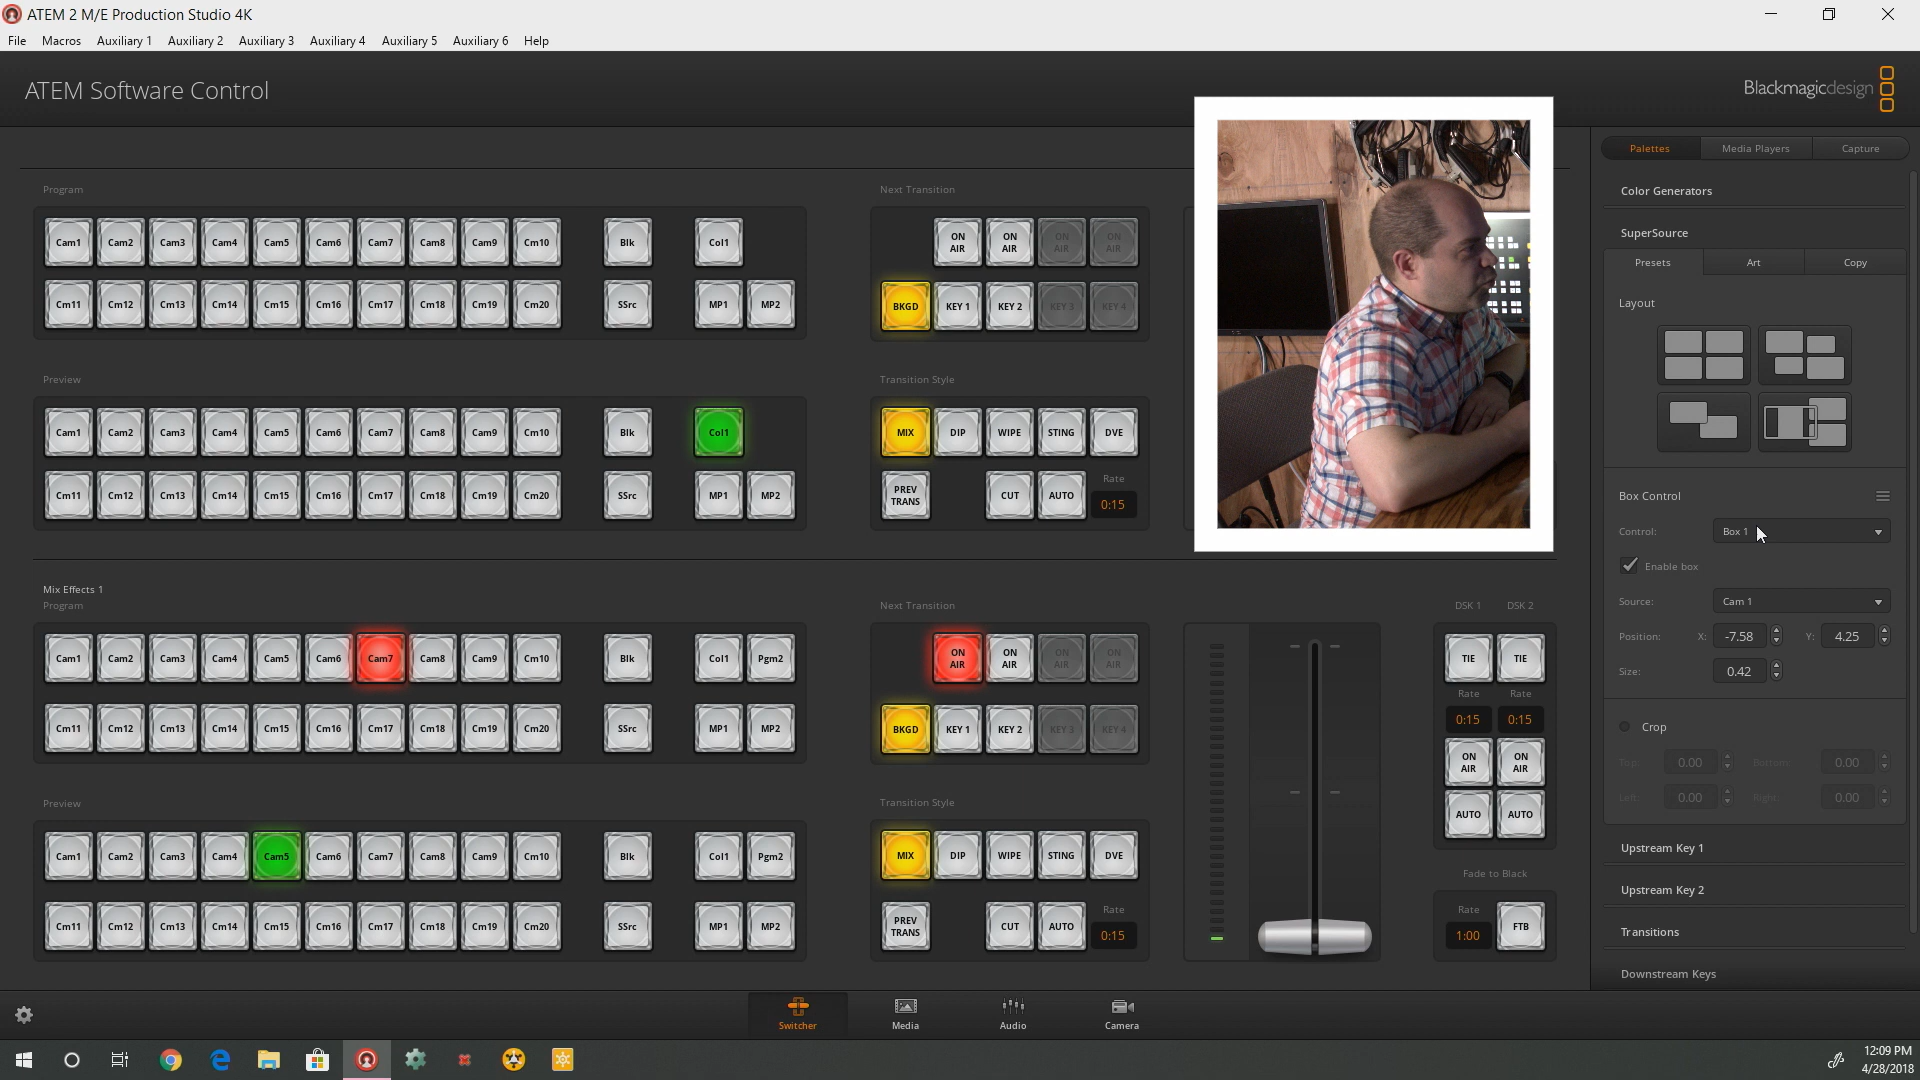 ATEM 2 M/E Production Studio 4K
File Macros Auxiliary 1 Auxiliary 2 Auxiliary 3 Auxiliary 4 Auxiliary 5 Auxiliary 6 Help
ATEM Software Control
Blackmagicdesign
Program
Cam1 Cam2 Cam3 Cam4 Cam5 Cam6 Cam7 Cam8 Cam9 Cm10 Blk Col1
Cm11 Cm12 Cm13 Cm14 Cm15 Cm16 Cm17 Cm18 Cm19 Cm20 SSrc MP1 MP2
Next Transition
ON AIR ON AIR ON AIR ON AIR
BKGD KEY 1 KEY 2 KEY 3 KEY 4
Preview
Cam1 Cam2 Cam3 Cam4 Cam5 Cam6 Cam7 Cam8 Cam9 Cm10 Blk Col1
Cm11 Cm12 Cm13 Cm14 Cm15 Cm16 Cm17 Cm18 Cm19 Cm20 SSrc MP1 MP2
Transition Style
MIX DIP WIPE STING DVE
Rate
PREV TRANS CUT AUTO 0:15
Mix Effects 1
Program
Cam1 Cam2 Cam3 Cam4 Cam5 Cam6 Cam7 Cam8 Cam9 Cm10 Blk Col1 Pgm2
Cm11 Cm12 Cm13 Cm14 Cm15 Cm16 Cm17 Cm18 Cm19 Cm20 SSrc MP1 MP2
Next Transition
ON AIR ON AIR ON AIR ON AIR
BKGD KEY 1 KEY 2 KEY 3 KEY 4
Preview
Cam1 Cam2 Cam3 Cam4 Cam5 Cam6 Cam7 Cam8 Cam9 Cm10 Blk Col1 Pgm2
Cm11 Cm12 Cm13 Cm14 Cm15 Cm16 Cm17 Cm18 Cm19 Cm20 SSrc MP1 MP2
Transition Style
MIX DIP WIPE STING DVE
Rate
PREV TRANS CUT AUTO 0:15
DSK 1 DSK 2
TIE TIE
Rate Rate
0:15 0:15
ON AIR ON AIR
AUTO AUTO
Fade to Black
Rate
1:00 FTB
Palettes Media Players Capture
Color Generators
SuperSource
Presets Art Copy
Layout
Box Control
Control: Box 1
Enable box
Source: Cam 1
Position: X: -7.58 Y: 4.25
Size: 0.42
Crop
Top: 0.00 Bottom: 0.00
Left: 0.00 Right: 0.00
Upstream Key 1
Upstream Key 2
Transitions
Downstream Keys
Switcher Media Audio Camera
12:09 PM
4/28/2018